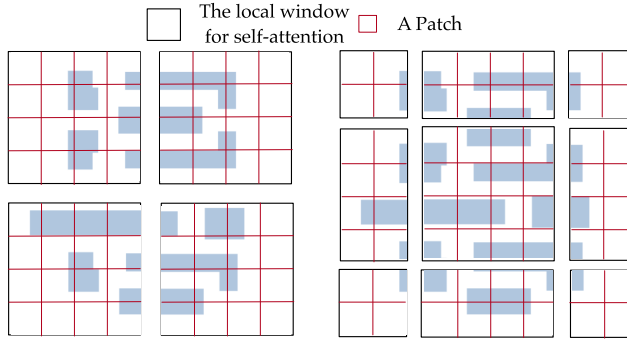 The local window
for self-attention
A Patch